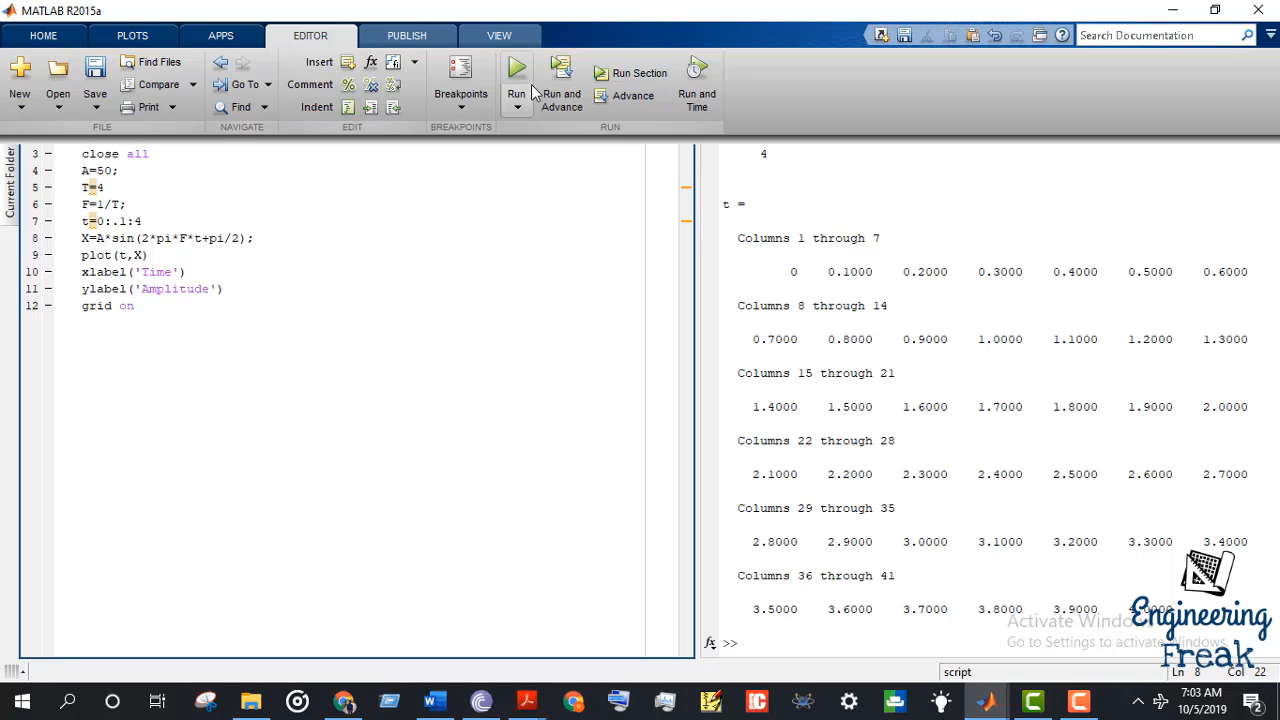 MATLAB R2015a
HOME PLOTS APPS EDITOR PUBLISH VIEW Search Documentation
New Open Save Find Files Compare Print
FILE
Go To Find
NAVIGATE
Insert fx
Comment %
Indent
EDIT
Breakpoints
BREAKPOINTS
Run Run and Advance Run Section Advance Run and Time
RUN
Current Folder
3 close all
4 A=50;
5 T=4
6 F=1/T;
7 t=0:.1:4
8 X=A*sin(2*pi*F*t+pi/2);
9 plot(t,X)
10 xlabel('Time')
11 ylabel('Amplitude')
12 grid on
4
t =
Columns 1 through 7
0 0.1000 0.2000 0.3000 0.4000 0.5000 0.6000
Columns 8 through 14
0.7000 0.8000 0.9000 1.0000 1.1000 1.2000 1.3000
Columns 15 through 21
1.4000 1.5000 1.6000 1.7000 1.8000 1.9000 2.0000
Columns 22 through 28
2.1000 2.2000 2.3000 2.4000 2.5000 2.6000 2.7000
Columns 29 through 35
2.8000 2.9000 3.0000 3.1000 3.2000 3.3000 3.4000
Columns 36 through 41
3.5000 3.6000 3.7000 3.8000 3.9000
fx >>
Activate Windows
Go to Settings to activate Windows.
Engineering
Freak
script Ln 8 Col 22
7:03 AM
10/5/2019
2